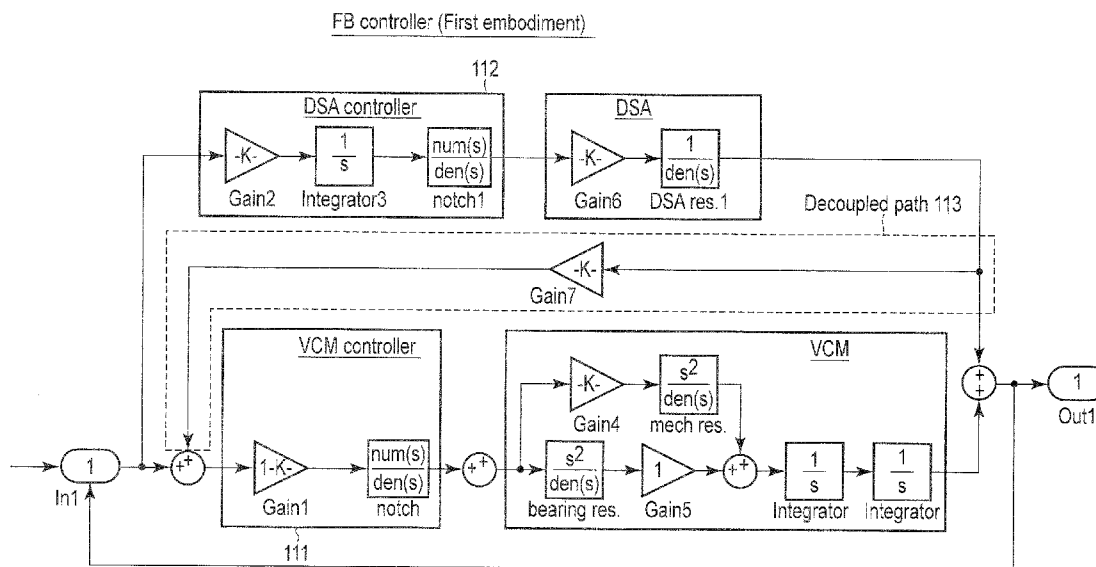 FB controller (First embodiment)
112
DSA controller
-K-
Gain2
1
s
Integrator3
num(s)
den(s)
notch1
DSA
-K-
Gain6
1
den(s)
DSA res.1
Decoupled path 113
-K-
Gain7
VCM controller
1-K-
Gain1
num(s)
den(s)
notch
111
VCM
-K-
Gain4
s2
den(s)
mech res.
s2
den(s)
bearing res.
1
Gain5
1
s
Integrator
1
s
Integrator
1
In1
++
++
++
++
1
Out1